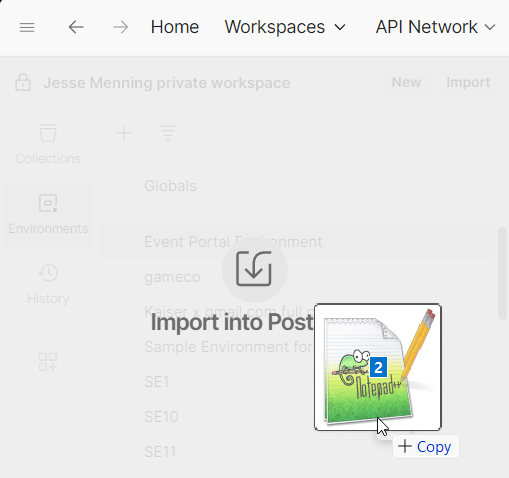 Home Workspaces API Network
Jesse Menning private workspace New Import
Collections
Environments
History
Globals
Event Portal Environment
gameco
Kaiser x gmail.com full
Import into Post
Sample Environment for
SE1
SE10
SE11
2
Notepad++
Copy